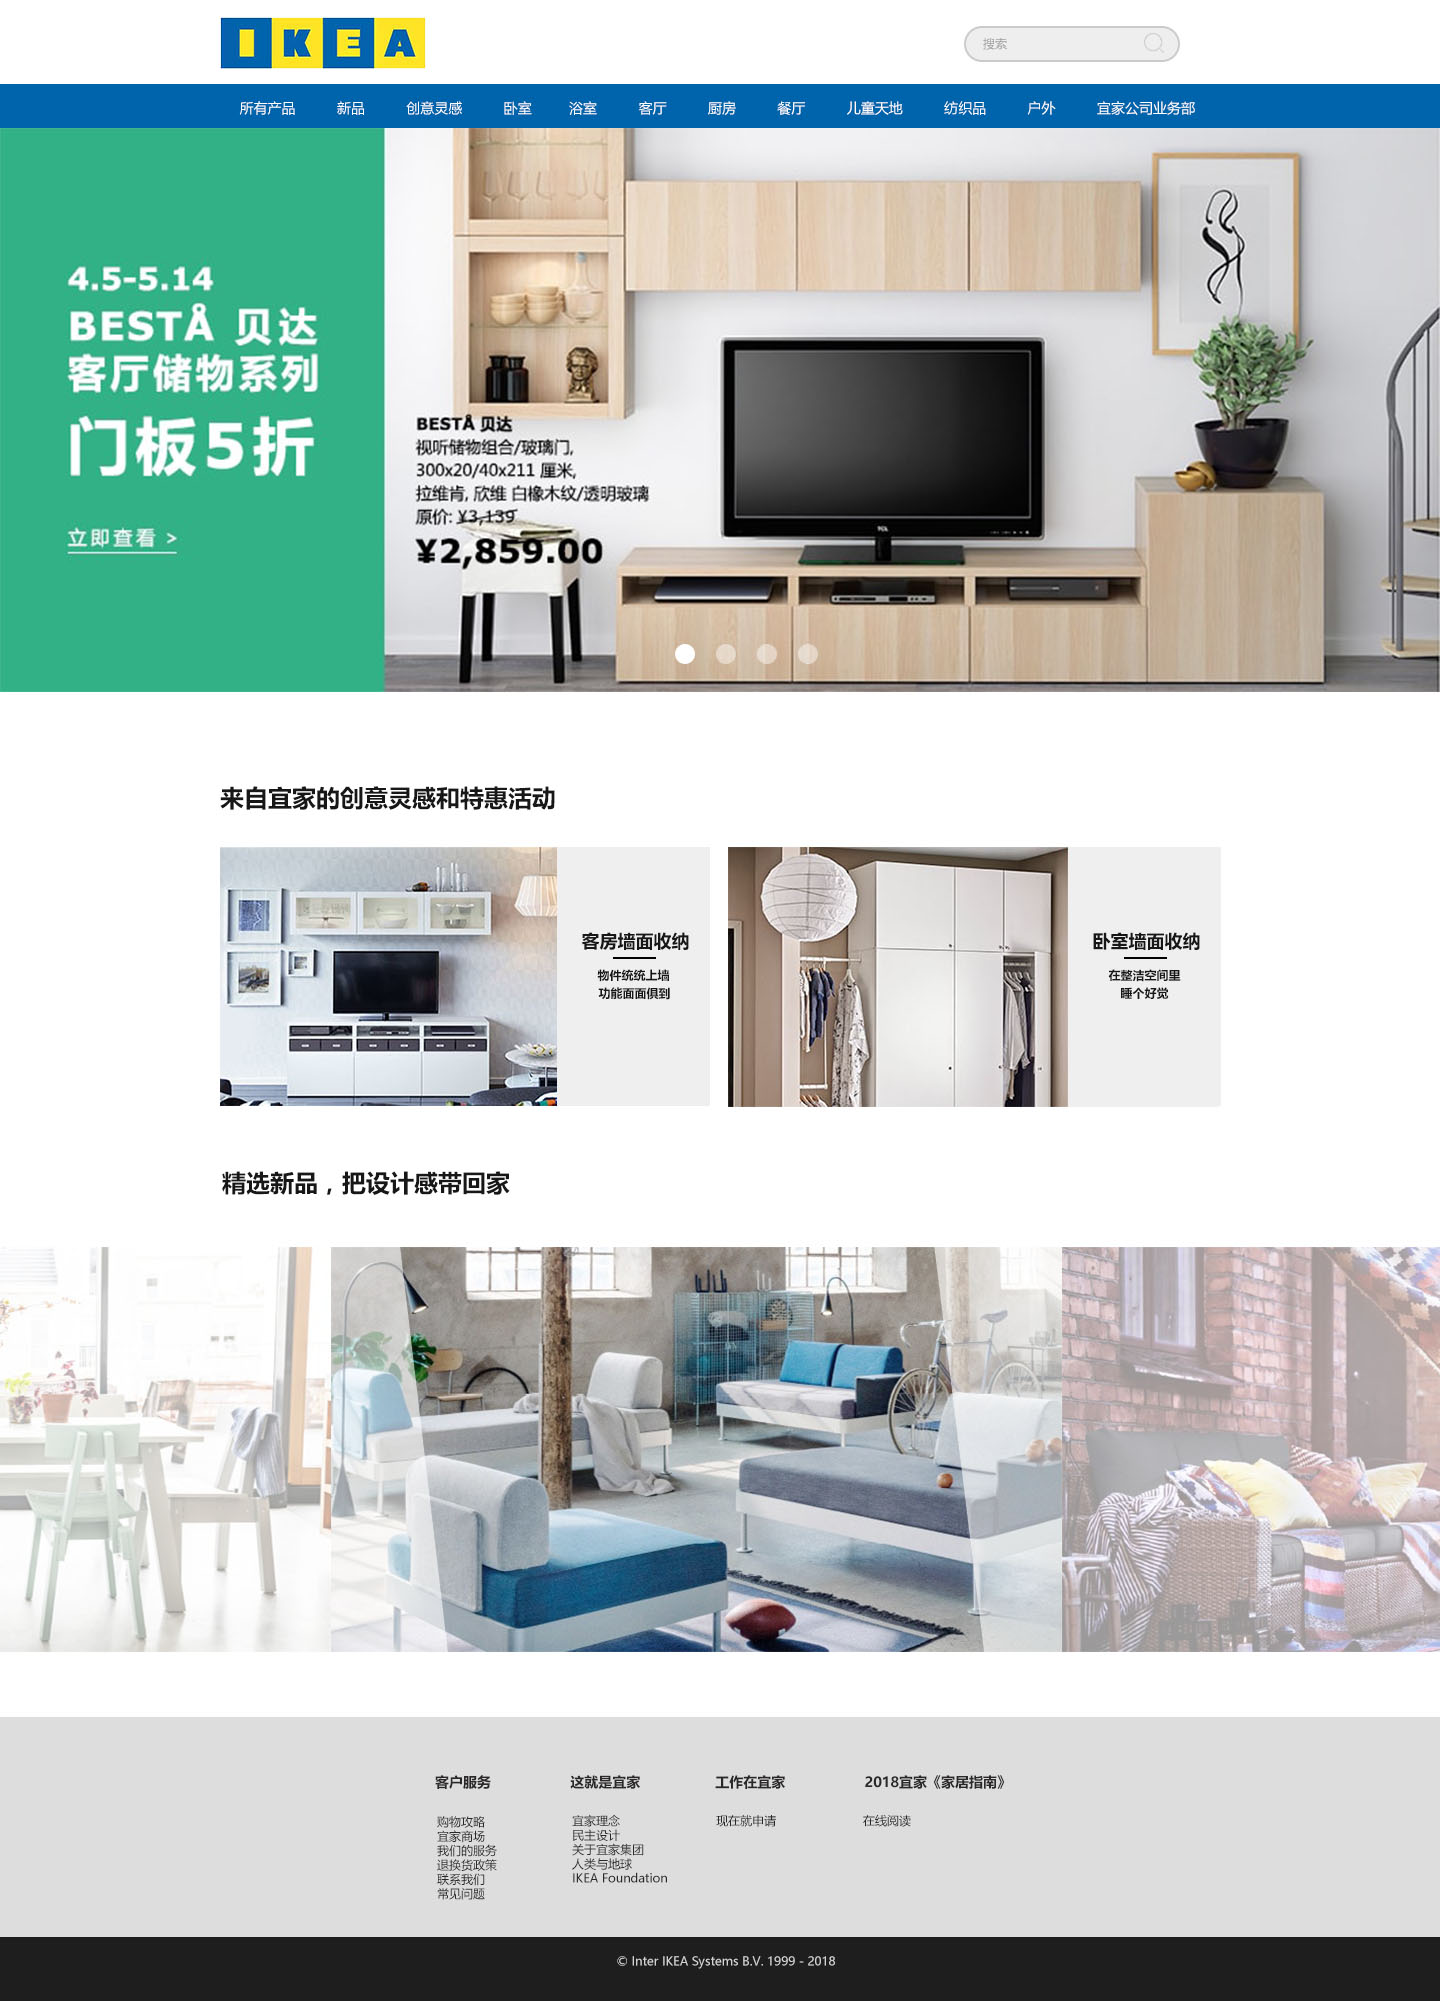 IKEA
搜索
所有产品 新品 创意灵感 卧室 浴室 客厅 厨房 餐厅 儿童天地 纺织品 户外 宜家公司业务部
4.5-5.14
BESTÅ 贝达
客厅储物系列
门板5折
立即查看 >
BESTÅ 贝达
视听储物组合/玻璃门,
300x20/40x211 厘米,
拉维肯, 欣维 白橡木纹/透明玻璃
原价: ¥3,139
¥2,859.00
TCL
来自宜家的创意灵感和特惠活动
客房墙面收纳
物件统统上墙
功能面面俱到
卧室墙面收纳
在整洁空间里
睡个好觉
精选新品，把设计感带回家
客户服务
购物攻略
宜家商场
我们的服务
退换货政策
联系我们
常见问题
这就是宜家
宜家理念
民主设计
关于宜家集团
人类与地球
IKEA Foundation
工作在宜家
现在就申请
2018宜家《家居指南》
在线阅读
© Inter IKEA Systems B.V. 1999 - 2018